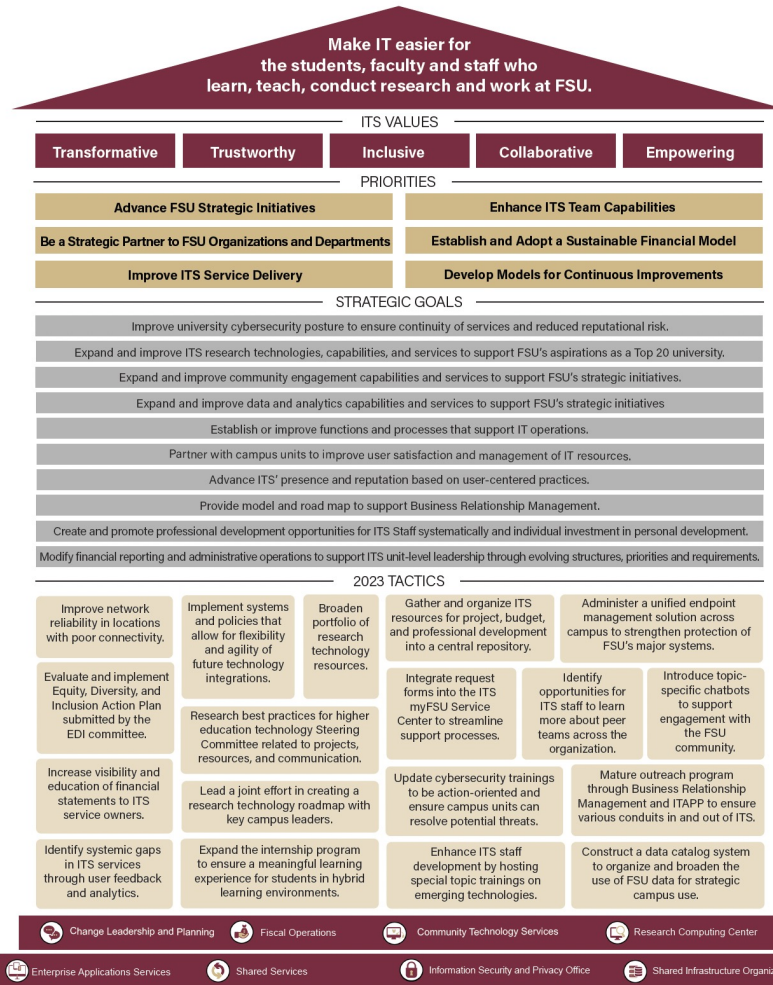 Make IT easier for
the students, faculty and staff who
learn, teach, conduct research and work at FSU.
ITS VALUES
Transformative
Trustworthy
Inclusive
Collaborative
Empowering
PRIORITIES
Advance FSU Strategic Initiatives
Enhance ITS Team Capabilities
Be a Strategic Partner to FSU Organizations and Departments
Establish and Adopt a Sustainable Financial Model
Improve ITS Service Delivery
Develop Models for Continuous Improvements
STRATEGIC GOALS
Improve university cybersecurity posture to ensure continuity of services and reduced reputational risk.
Expand and improve ITS research technologies, capabilities, and services to support FSU's aspirations as a Top 20 university.
Expand and improve community engagement capabilities and services to support FSU's strategic initiatives.
Expand and improve data and analytics capabilities and services to support FSU's strategic initiatives
Establish or improve functions and processes that support IT operations.
Partner with campus units to improve user satisfaction and management of IT resources.
Advance ITS' presence and reputation based on user-centered practices.
Provide model and road map to support Business Relationship Management.
Create and promote professional development opportunities for ITS Staff systematically and individual investment in personal development.
Modify financial reporting and administrative operations to support ITS unit-level leadership through evolving structures, priorities and requirements.
2023 TACTICS
Improve network
reliability in locations
with poor connectivity.
Implement systems
and policies that
allow for flexibility
and agility of
future technology
integrations.
Broaden
portfolio of
research
technology
resources.
Gather and organize ITS
resources for project, budget,
and professional development
into a central repository.
Administer a unified endpoint
management solution across
campus to strengthen protection of
FSU's major systems.
Evaluate and implement
Equity, Diversity, and
Inclusion Action Plan
submitted by the
EDI committee.
Research best practices for higher
education technology Steering
Committee related to projects,
resources, and communication.
Integrate request
forms into the ITS
myFSU Service
Center to streamline
support processes.
Identify
opportunities for
ITS staff to learn
more about peer
teams across the
organization.
Introduce topic-
specific chatbots
to support
engagement with
the FSU
community.
Increase visibility and
education of financial
statements to ITS
service owners.
Lead a joint effort in creating a
research technology roadmap with
key campus leaders.
Update cybersecurity trainings
to be action-oriented and
ensure campus units can
resolve potential threats.
Mature outreach program
through Business Relationship
Management and ITAPP to ensure
various conduits in and out of ITS.
Identify systemic gaps
in ITS services
through user feedback
and analytics.
Expand the internship program
to ensure a meaningful learning
experience for students in hybrid
learning environments.
Enhance ITS staff
development by hosting
special topic trainings on
emerging technologies.
Construct a data catalog system
to organize and broaden the
use of FSU data for strategic
campus use.
Change Leadership and Planning
Fiscal Operations
Community Technology Services
Research Computing Center
Enterprise Applications Services
Shared Services
Information Security and Privacy Office
Shared Infrastructure Organiz